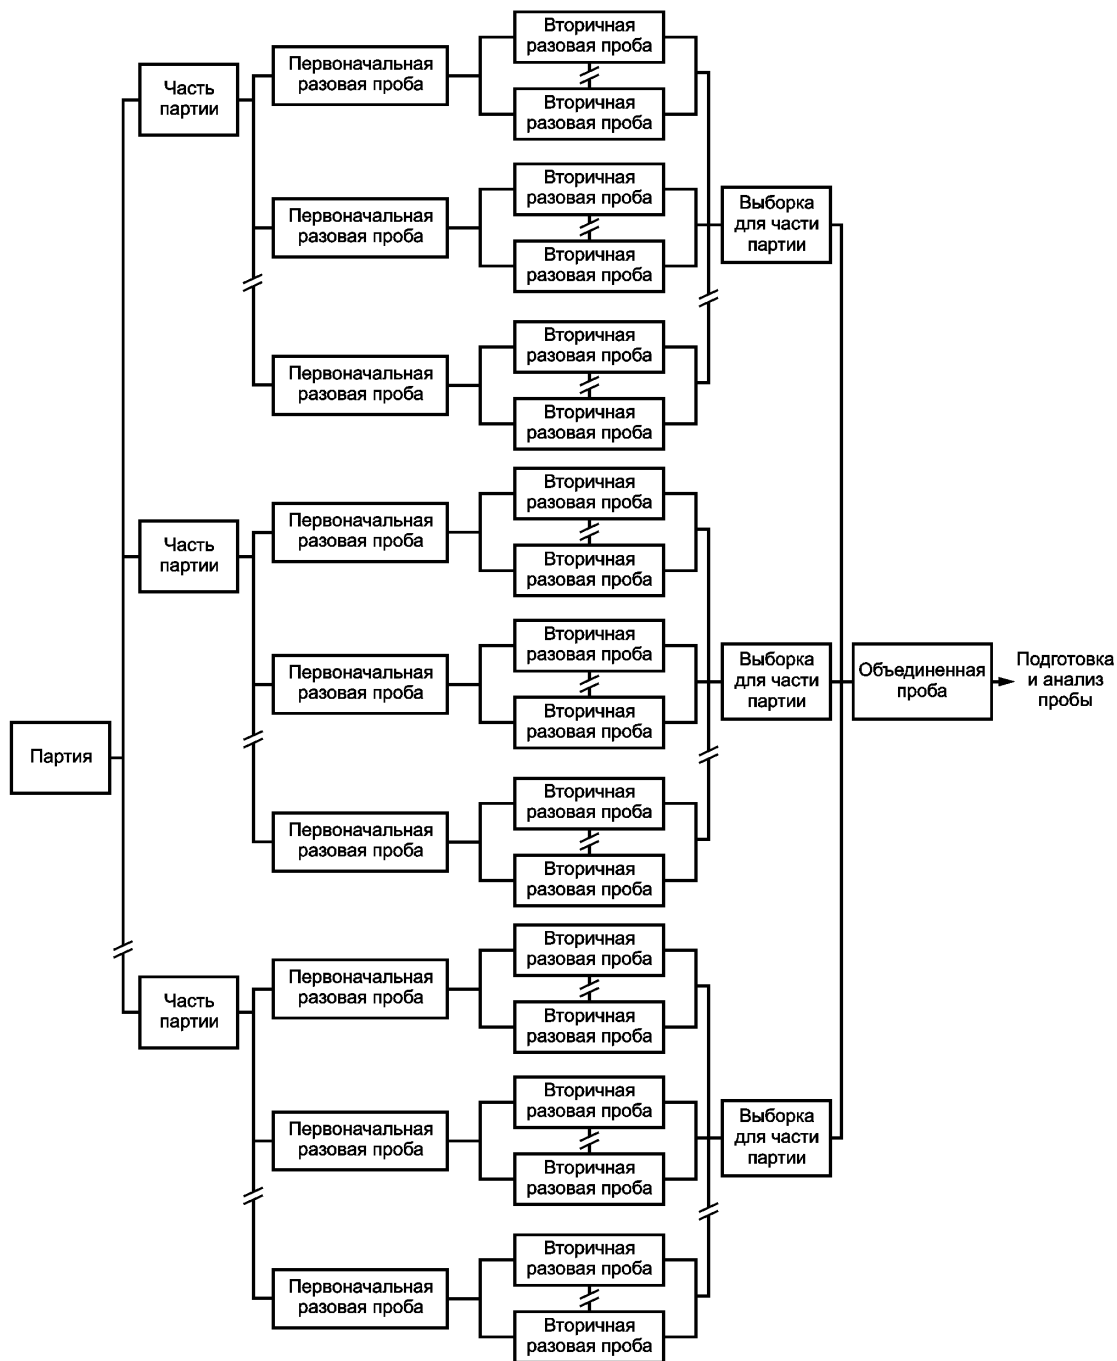 Партия
Часть
партии
Первоначальная
разовая проба
Вторичная
разовая проба
Вторичная
разовая проба
Первоначальная
разовая проба
Вторичная
разовая проба
Вторичная
разовая проба
Первоначальная
разовая проба
Вторичная
разовая проба
Вторичная
разовая проба
Выборка
для части
партии
Часть
партии
Первоначальная
разовая проба
Вторичная
разовая проба
Вторичная
разовая проба
Первоначальная
разовая проба
Вторичная
разовая проба
Вторичная
разовая проба
Первоначальная
разовая проба
Вторичная
разовая проба
Вторичная
разовая проба
Выборка
для части
партии
Часть
партии
Первоначальная
разовая проба
Вторичная
разовая проба
Вторичная
разовая проба
Первоначальная
разовая проба
Вторичная
разовая проба
Вторичная
разовая проба
Первоначальная
разовая проба
Вторичная
разовая проба
Вторичная
разовая проба
Выборка
для части
партии
Объединенная
проба
Подготовка
и анализ
пробы